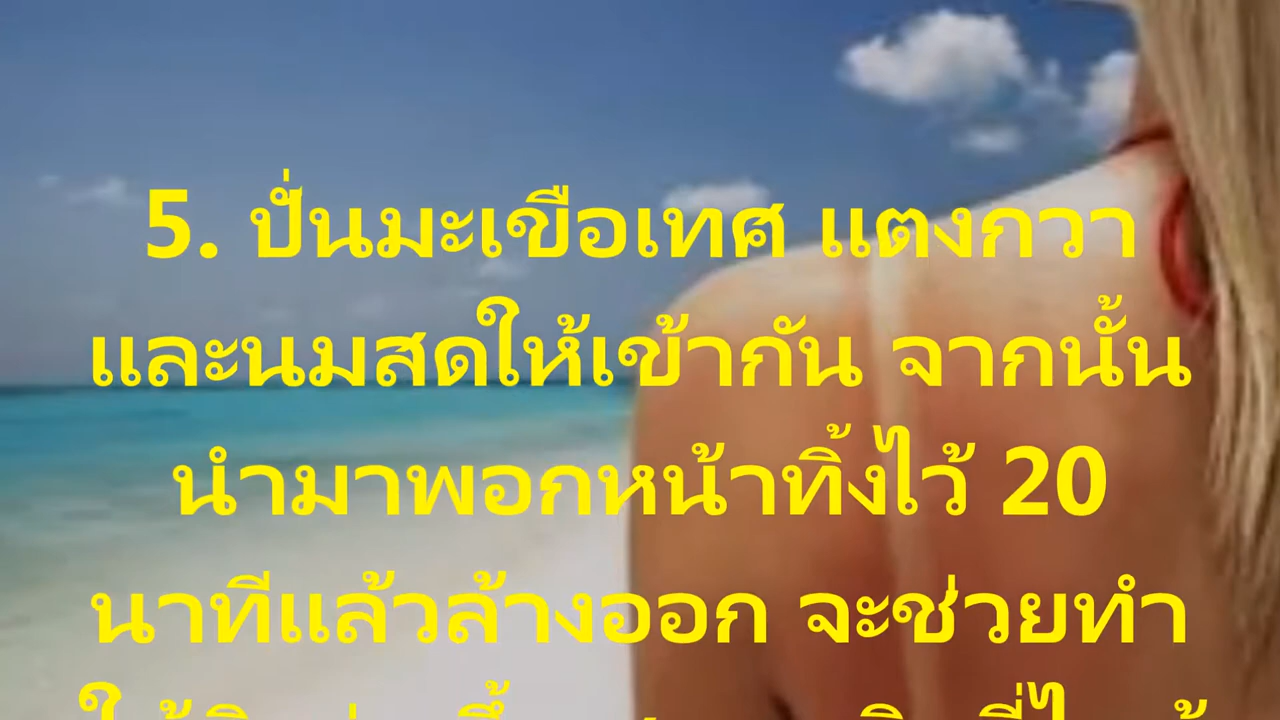 5. ปั่นมะเขือเทศ แตงกวา
และนมสดให้เข้ากัน จากนั้น
นำมาพอกหน้าทิ้งไว้ 20
นาทีแล้วล้างออก จะช่วยทำ